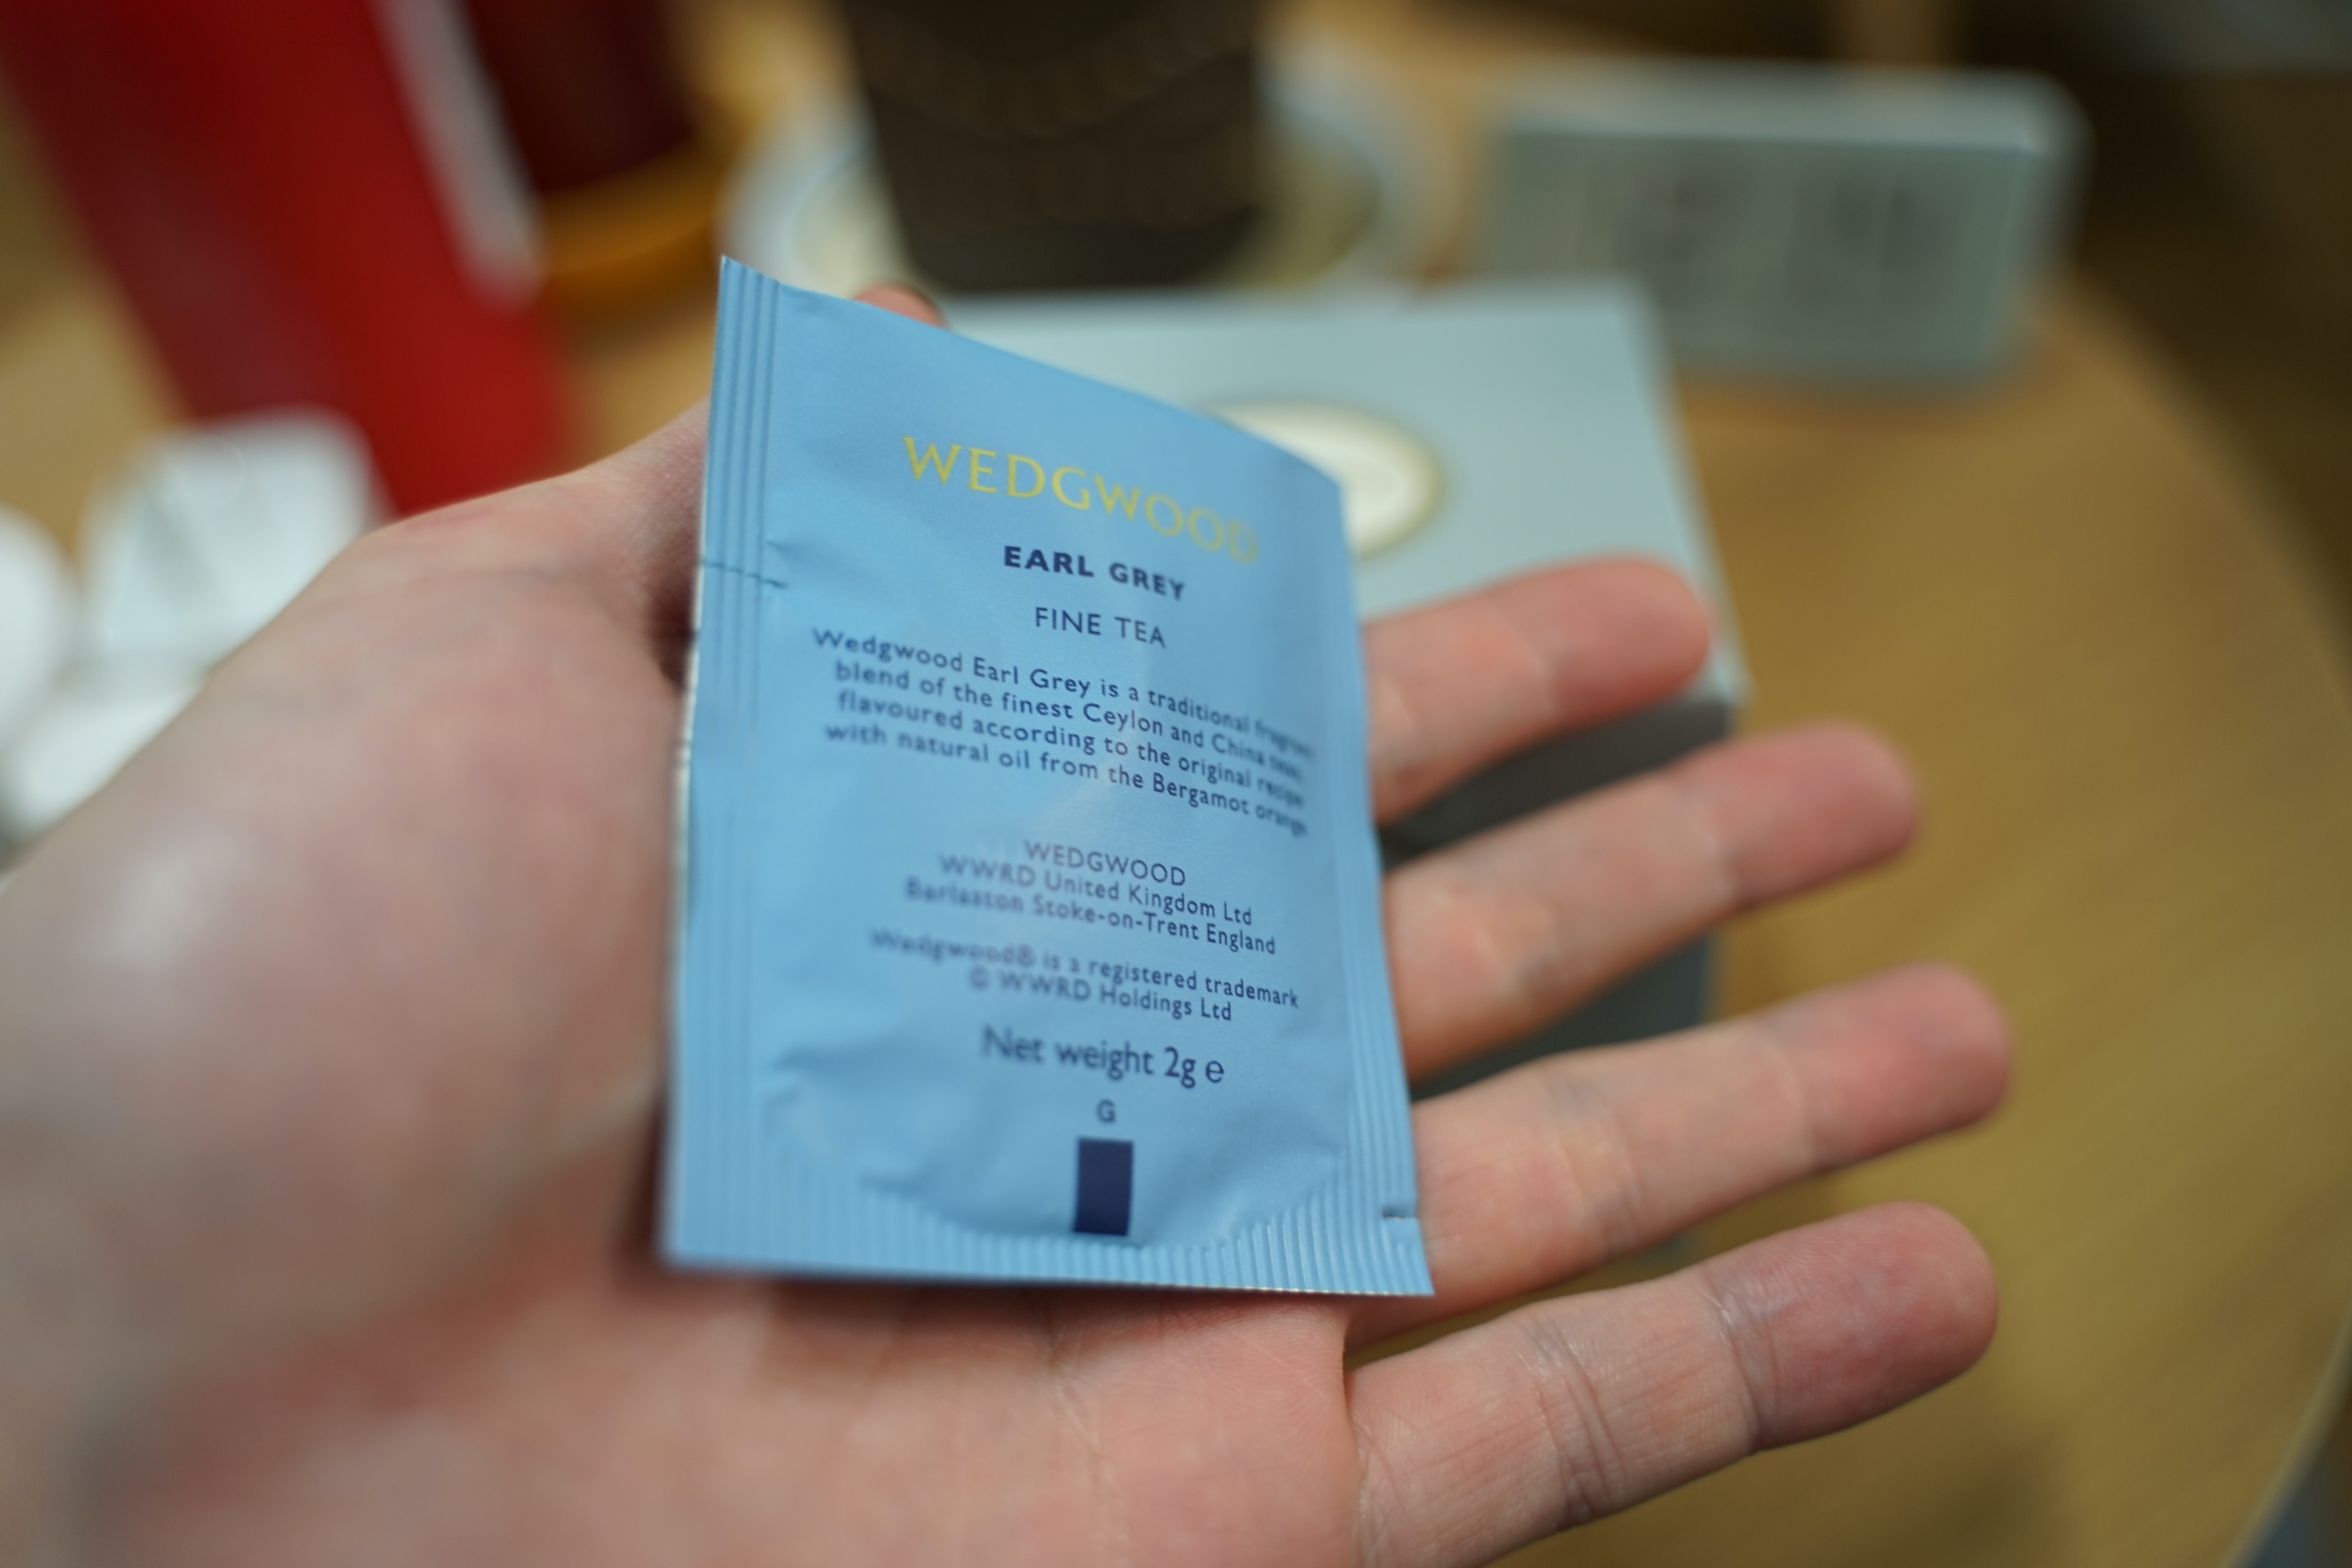 WEDGWOOD
EARL GREY
FINE TEA
Wedgwood Earl Grey is a traditional fragrant
blend of the finest Ceylon and China teas,
flavoured according to the original recipe
with natural oil from the Bergamot orange.
WEDGWOOD
WWRD United Kingdom Ltd
Barlaston Stoke-on-Trent England
Wedgwood® is a registered trademark
© WWRD Holdings Ltd
Net weight 2g ℮
G